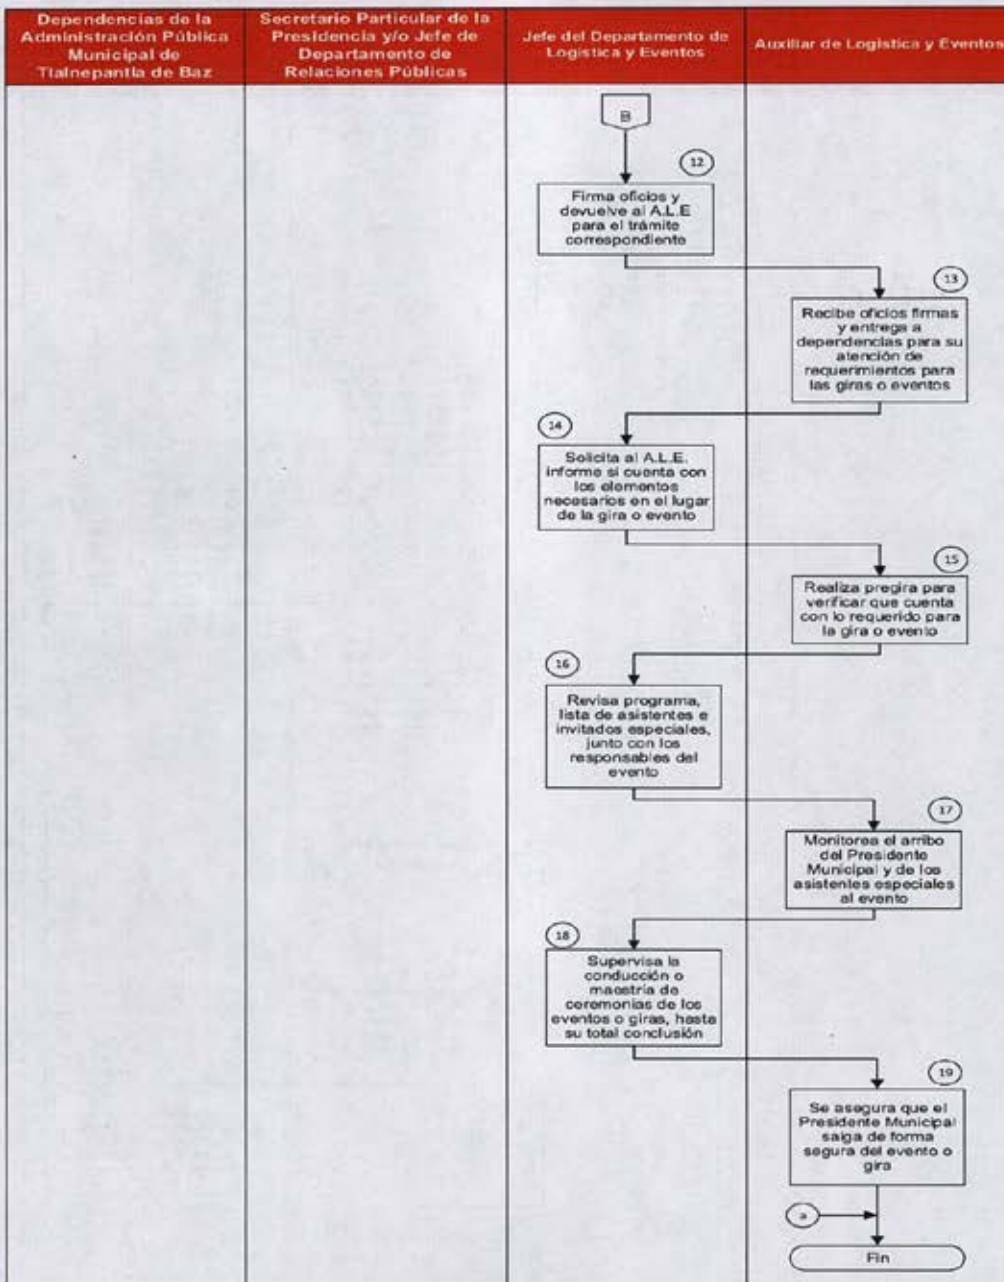 Dependencias de la
Administración Pública
Municipal de
Tlalnepantla de Baz
Secretario Particular de la
Presidencia y/o Jefe de
Departamento de
Relaciones Públicas
Jefe del Departamento de
Logística y Eventos
Auxiliar de Logística y Eventos
B
12
Firma oficios y
devuelve al A.L.E
para el trámite
correspondiente
13
Recibe oficios firmas
y entrega a
dependencias para su
atención de
requerimientos para
las giras o eventos
14
Solicita al A.L.E.
informe si cuenta con
los elementos
necesarios en el lugar
de la gira o evento
15
Realiza pregira para
verificar que cuenta
con lo requerido para
la gira o evento
16
Revisa programa,
lista de asistentes e
invitados especiales,
junto con los
responsables del
evento
17
Monitorea el arribo
del Presidente
Municipal y de los
asistentes especiales
al evento
18
Supervisa la
conducción o
maestría de
ceremonias de los
eventos o giras, hasta
su total conclusión
19
Se asegura que el
Presidente Municipal
salga de forma
segura del evento o
gira
a
Fin